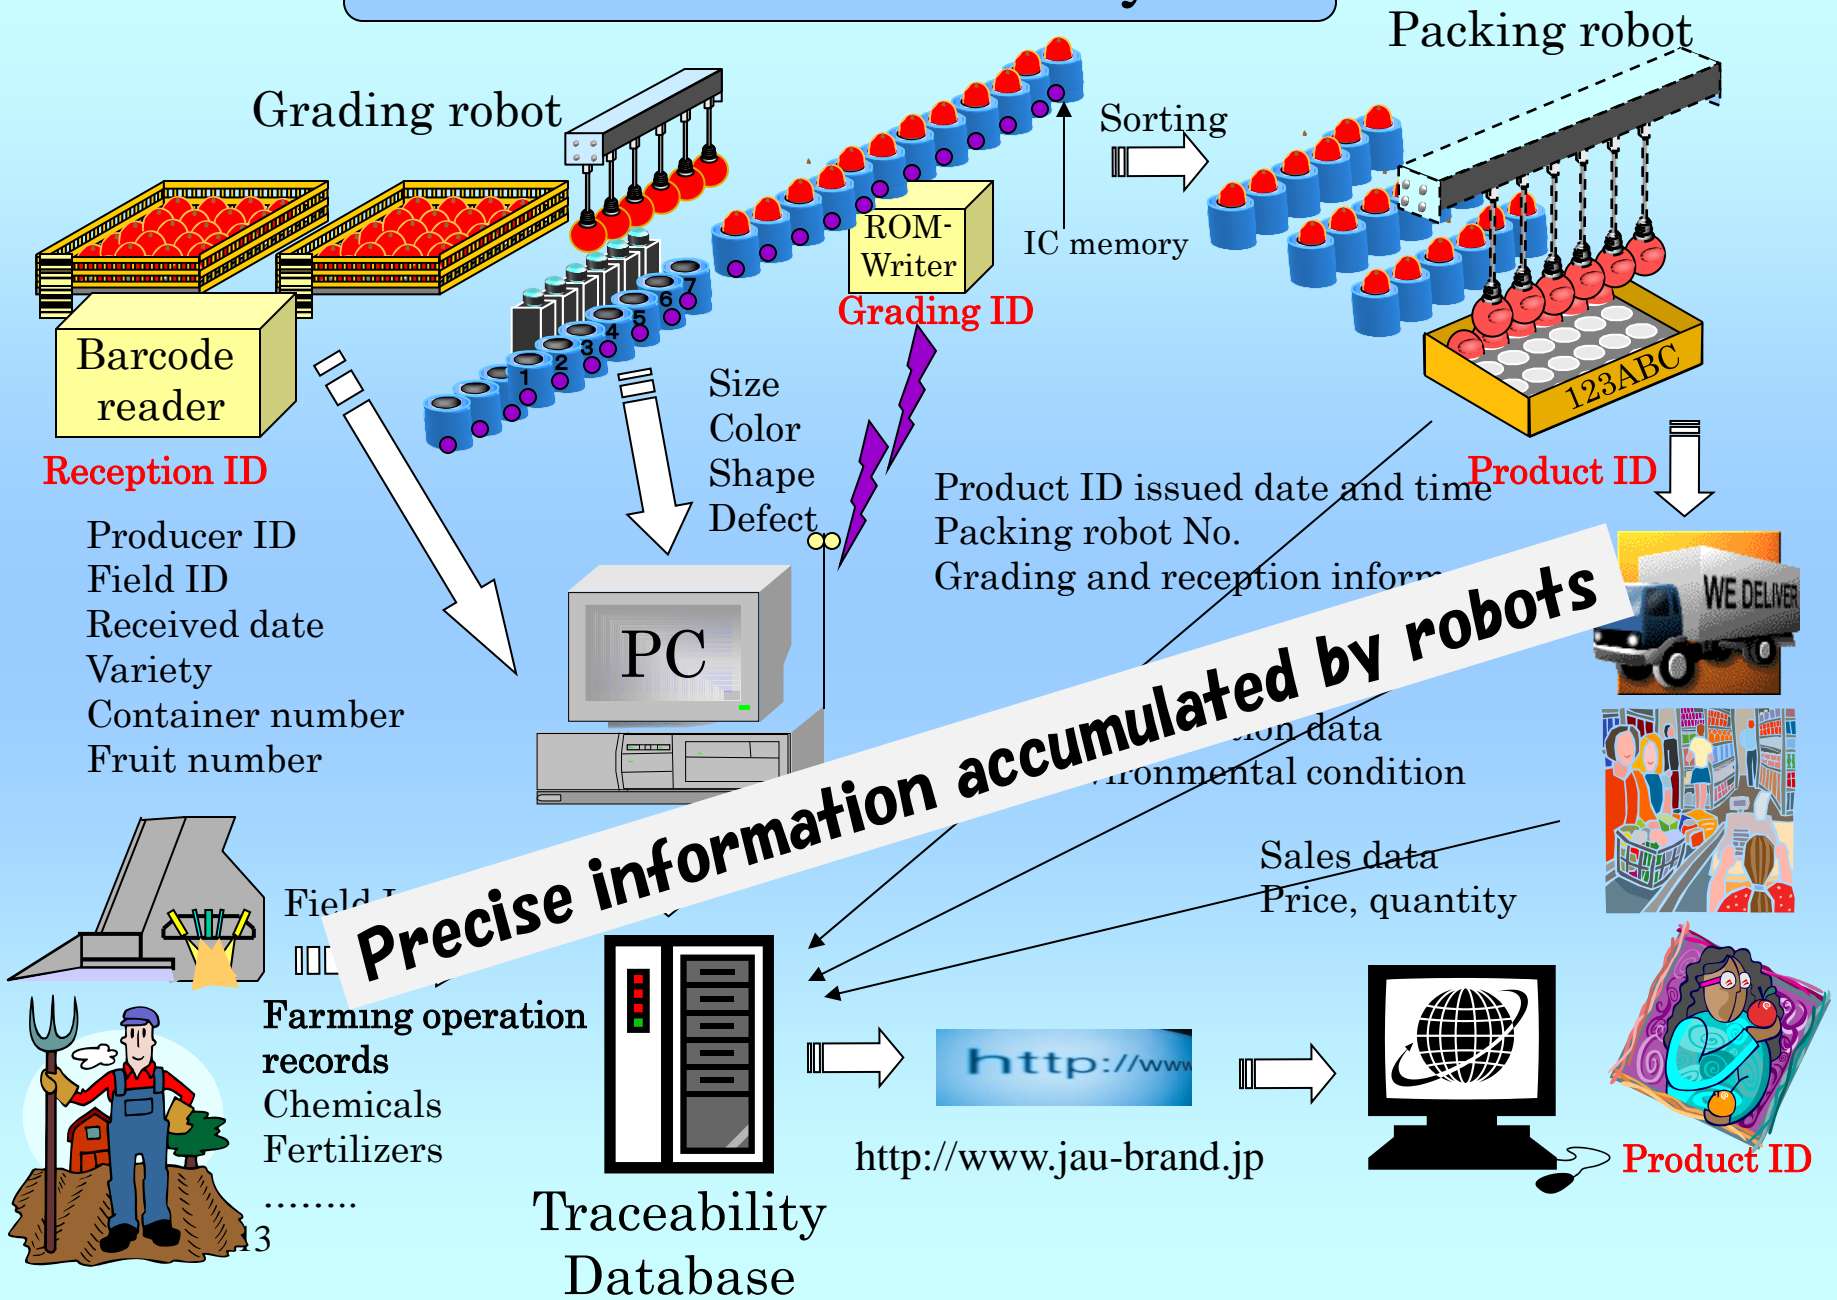 Packing robot
Grading robot
Sorting
IC memory
ROM-
Writer
Grading ID
1
2
3
4
5
6
7
Barcode
reader
Reception ID
Producer ID
Field ID
Received date
Variety
Container number
Fruit number
Size
Color
Shape
Defect
123ABC
Product ID
Product ID issued date and time
Packing robot No.
Grading and reception
PC
WE DELIVER
Precise information accumulated by robots
data
condition
Sales data
Price, quantity
Field
Farming operation
records
Chemicals
Fertilizers
........
13
Traceability
Database
http://www
http://www.jau-brand.jp
Product ID